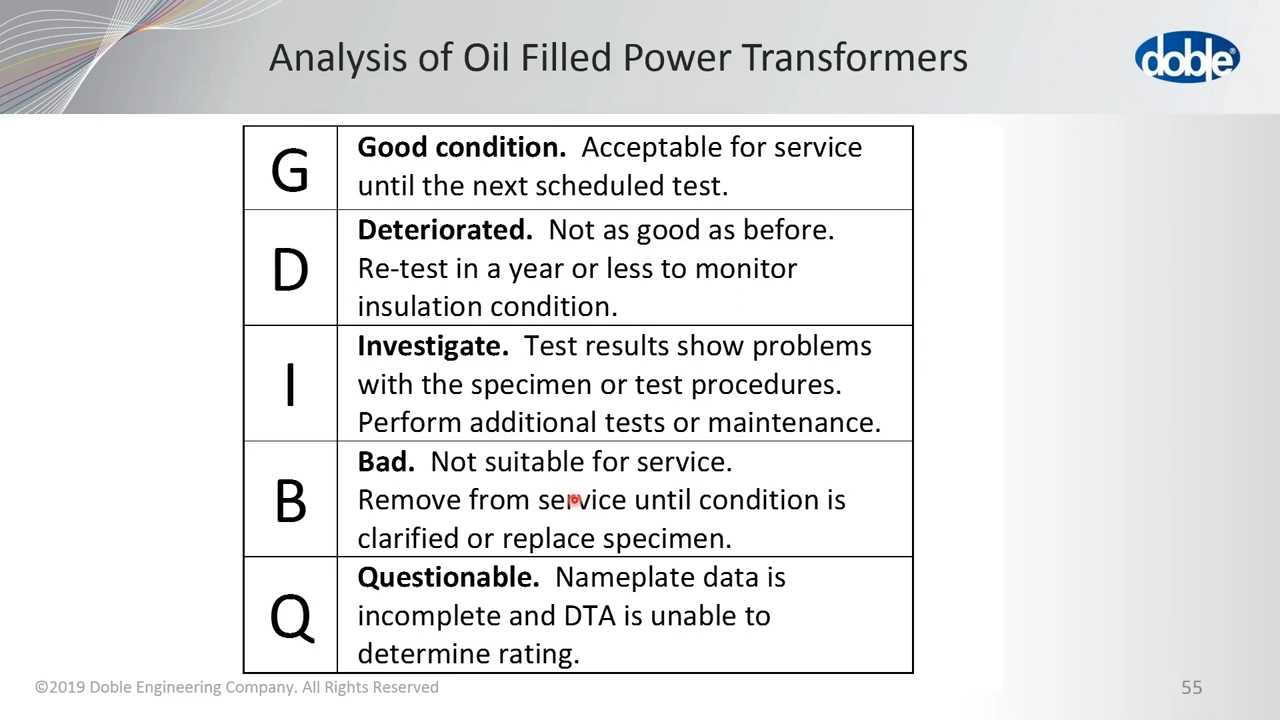 Analysis of Oil Filled Power Transformers
doble®
G
Good condition. Acceptable for service
until the next scheduled test.
D
Deteriorated. Not as good as before.
Re-test in a year or less to monitor
insulation condition.
I
Investigate. Test results show problems
with the specimen or test procedures.
Perform additional tests or maintenance.
B
Bad. Not suitable for service.
Remove from service until condition is
clarified or replace specimen.
Q
Questionable. Nameplate data is
incomplete and DTA is unable to
determine rating.
©2019 Doble Engineering Company. All Rights Reserved
55